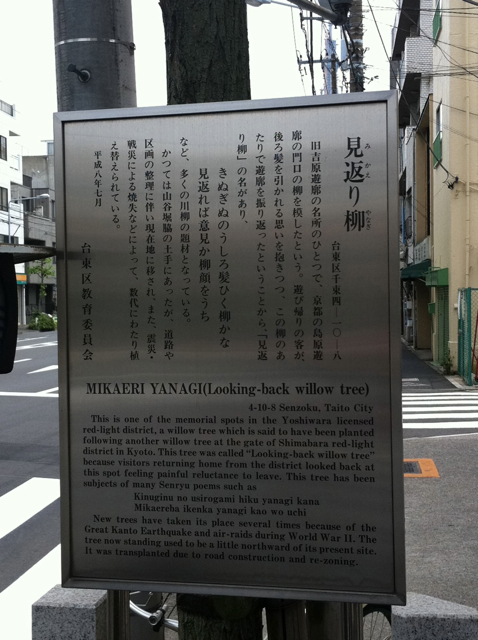 見返り柳
みかえ
やなぎ
台東区千束四-一〇-八
旧吉原遊廓の名所のひとつで、京都の島原遊
廓の門口の柳を模したという。遊び帰りの客が、
後ろ髪を引かれる思いを抱きつつ、この柳のあ
たりで遊廓を振り返ったということから、「見返
り柳」の名があり、
きぬぎぬのうしろ髪ひく柳かな
見返れば意見か柳顔をうち
など、多くの川柳の題材となっている。
かつては山谷堀脇の土手にあったが、道路や
区画の整理に伴い現在地に移され、また、震災・
戦災による焼失などによって、数代にわたり植
え替えられている。
平成八年七月
台東区教育委員会
MIKAERI YANAGI(Looking-back willow tree)
4-10-8 Senzoku, Taito City
This is one of the memorial spots in the Yoshiwara licensed
red-light district, a willow tree which is said to have been planted
following another willow tree at the gate of Shimabara red-light
district in Kyoto. This tree was called "Looking-back willow tree"
because visitors returning home from the district looked back at
this spot feeling painful reluctance to leave. This tree has been
subjects of many Senryu poems such as
Kinuginu no usirogami hiku yanagi kana
Mikaereba ikenka yanagi kao wo uchi
New trees have taken its place several times because of the
Great Kanto Earthquake and air-raids during World War II. The
tree now standing used to be a little northward of its present site.
It was transplanted due to road construction and re-zoning.